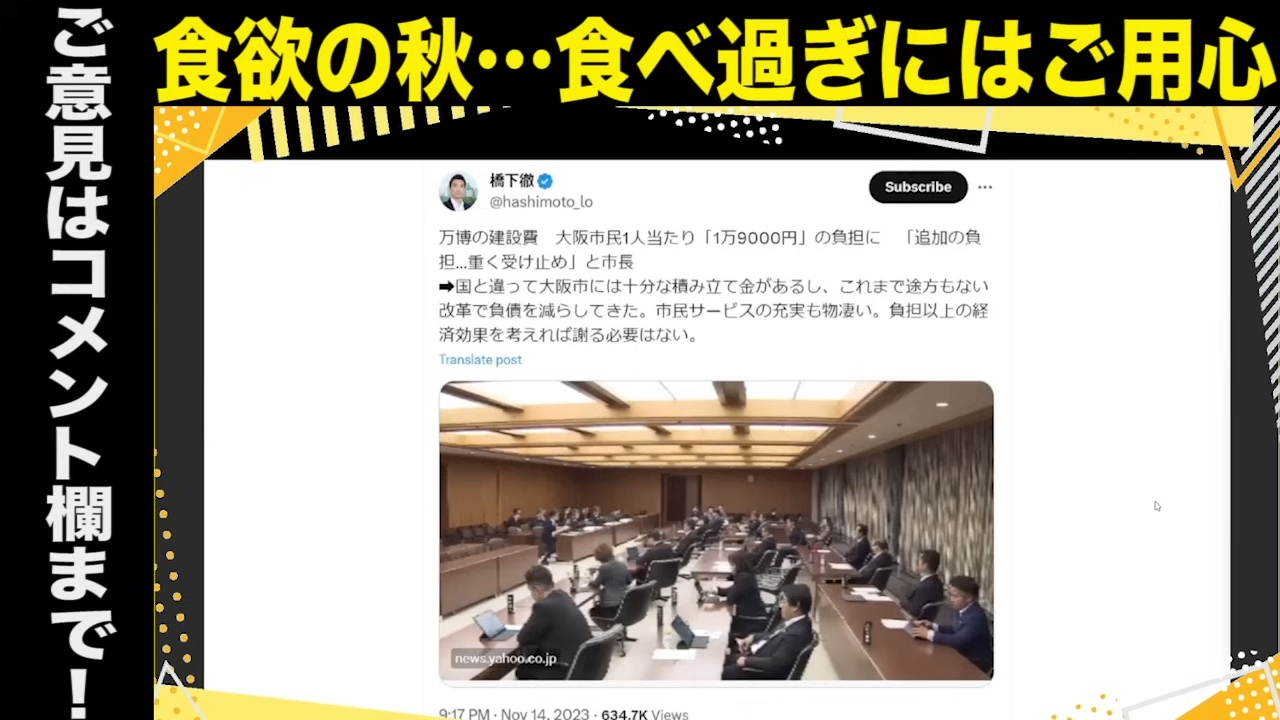 食欲の秋…食べ過ぎにはご用心
ご意見はコメント欄まで！
橋下徹
@hashimoto_lo
Subscribe
万博の建設費　大阪市民1人当たり「1万9000円」の負担に　「追加の負
担...重く受け止め」と市長
➡国と違って大阪市には十分な積み立て金があるし、これまで途方もない
改革で負債を減らしてきた。市民サービスの充実も物凄い。負担以上の経
済効果を考えれば謝る必要はない。
Translate post
news.yahoo.co.jp
9:17 PM · Nov 14, 2023 · 634.7K Views